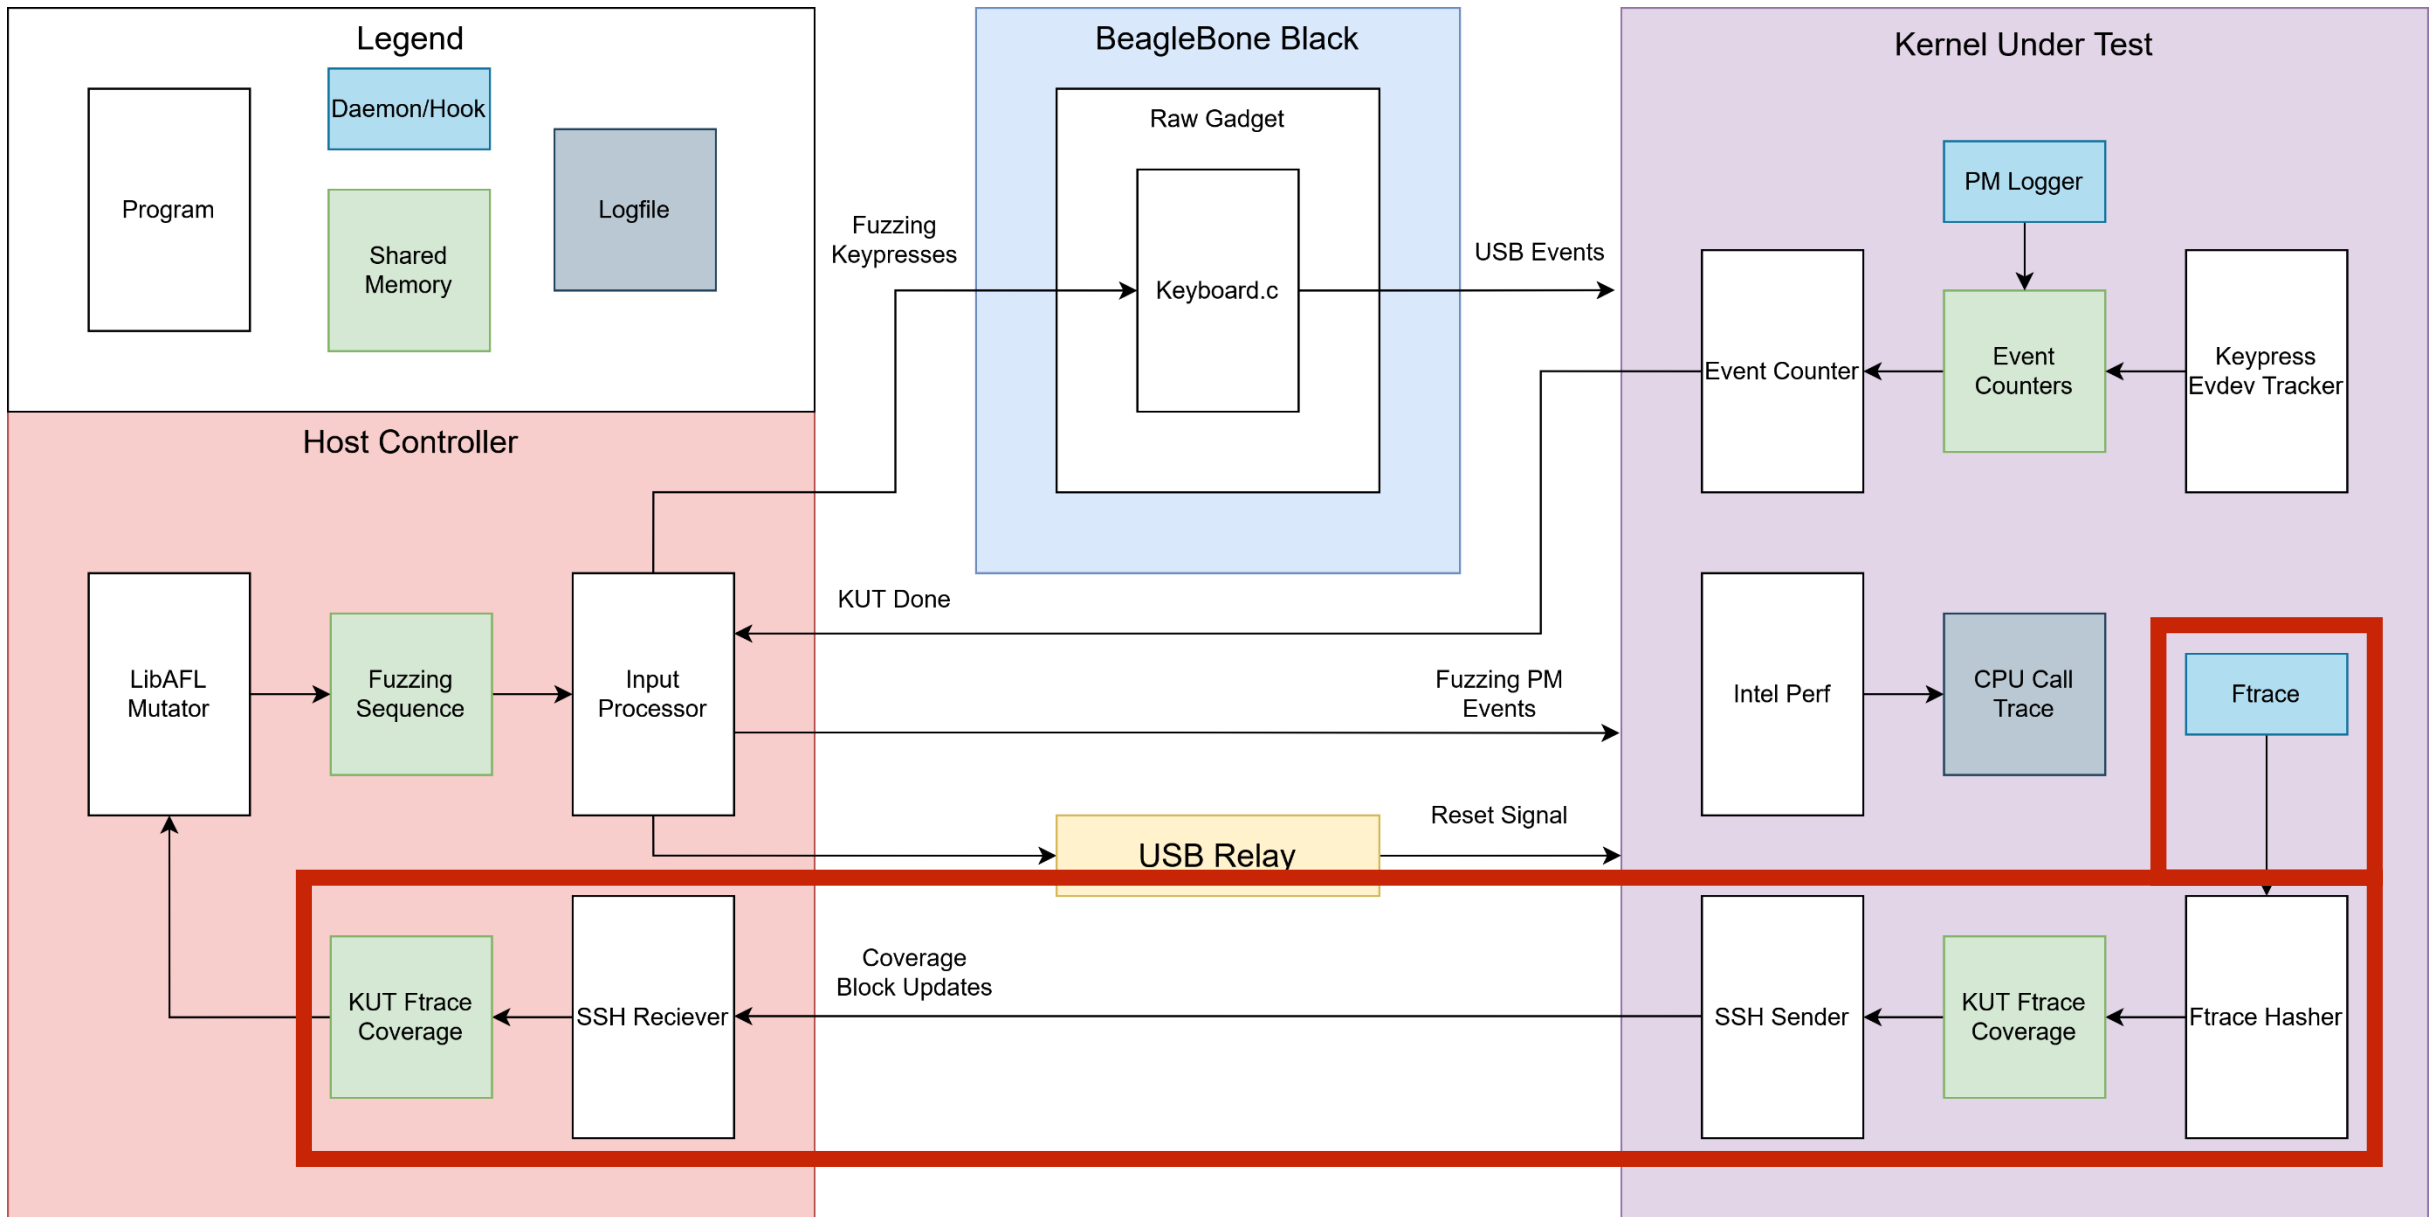 Legend
Program
Daemon/Hook
Shared
Memory
Logfile
BeagleBone Black
Raw Gadget
Keyboard.c
Fuzzing
Keypresses
USB Events
Kernel Under Test
PM Logger
Event Counter
Event
Counters
Keypress
Evdev Tracker
Host Controller
LibAFL
Mutator
Fuzzing
Sequence
Input
Processor
KUT Done
Fuzzing PM
Events
Intel Perf
CPU Call
Trace
Ftrace
USB Relay
Reset Signal
KUT Ftrace
Coverage
SSH Reciever
Coverage
Block Updates
SSH Sender
KUT Ftrace
Coverage
Ftrace Hasher